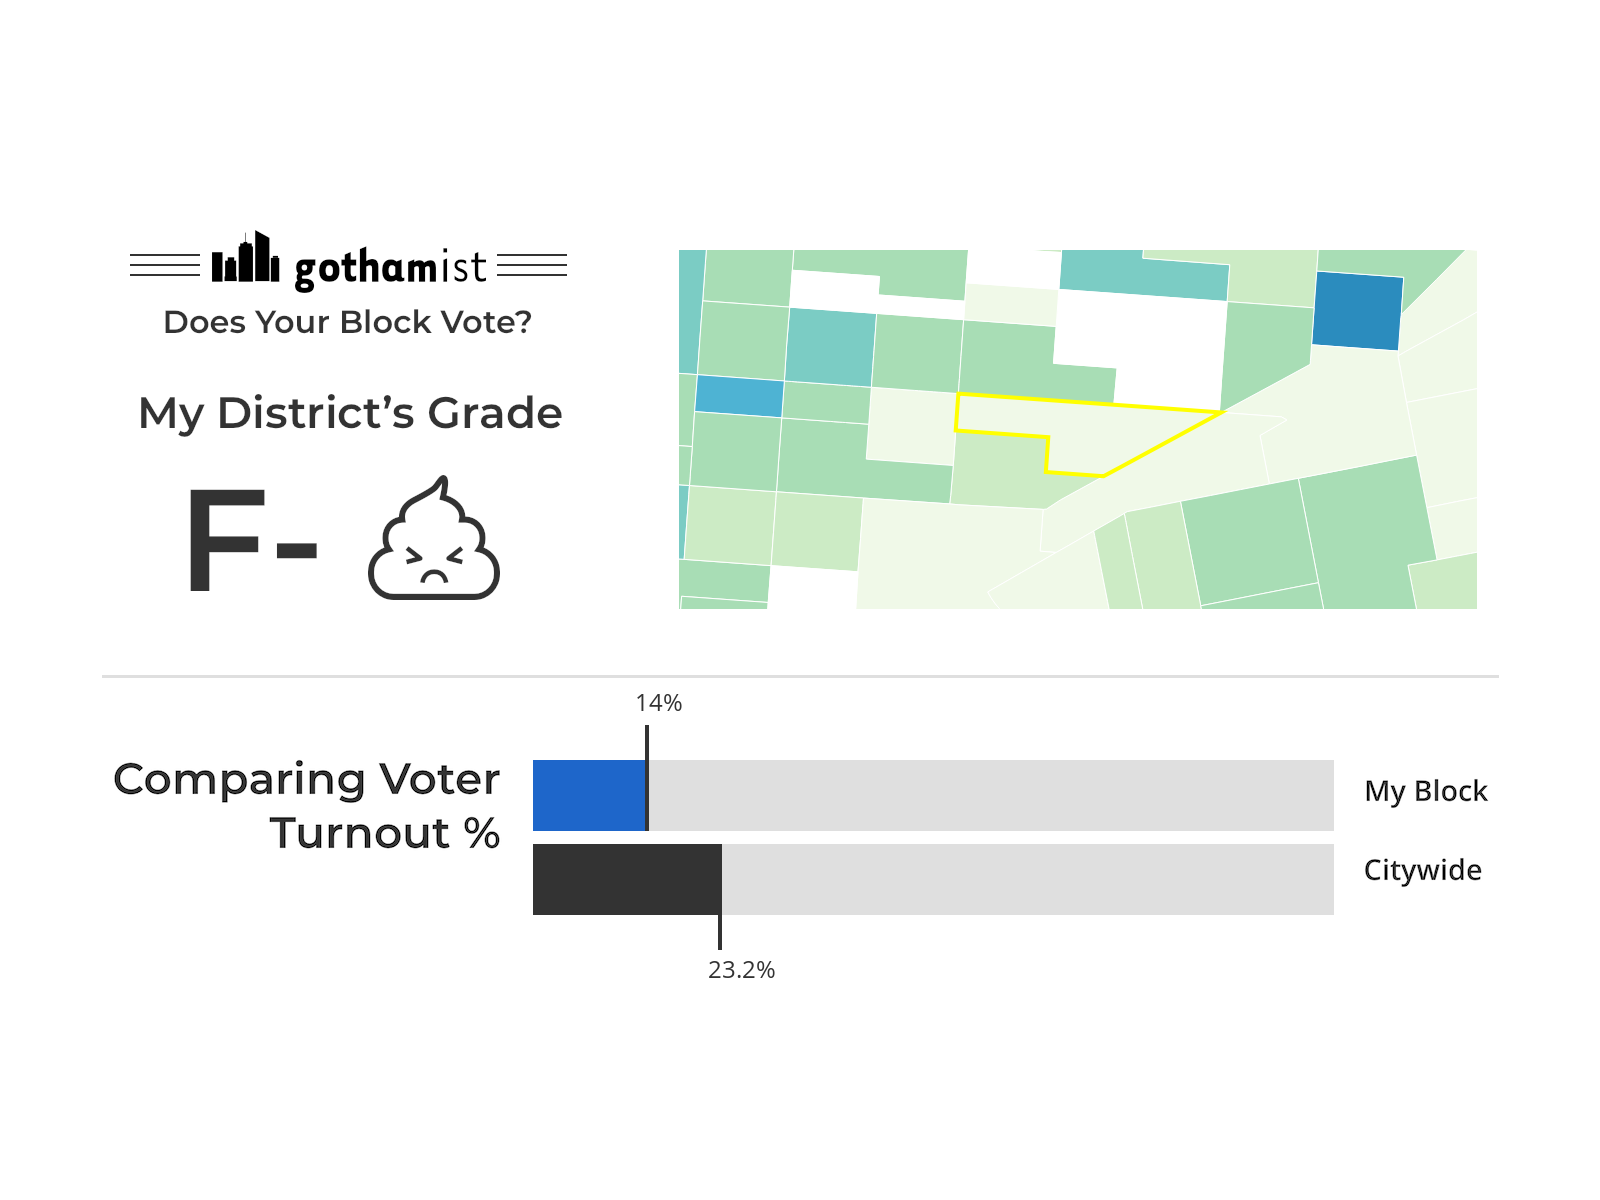 gothamist
Does Your Block Vote?
My District’s Grade
F-
14%
Comparing Voter
Turnout %
My Block
Citywide
23.2%